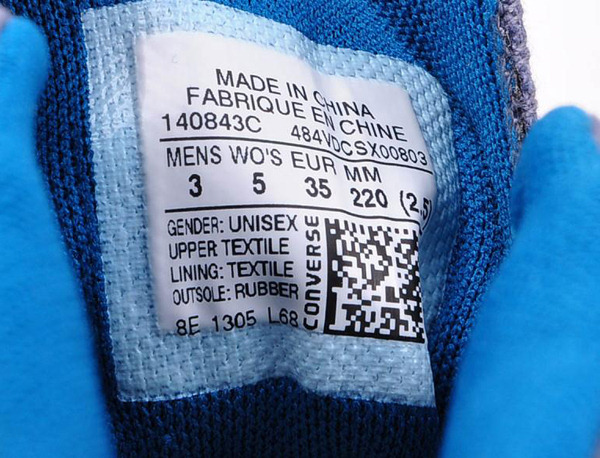 MADE IN CHINA
FABRIQUE EN CHINE
140843C 484VDCSX00803
MENS WO'S EUR MM
3 5 35 220 (2,5)
GENDER: UNISEX
UPPER TEXTILE
LINING: TEXTILE
OUTSOLE: RUBBER
8E 1305 L68
CONVERSE